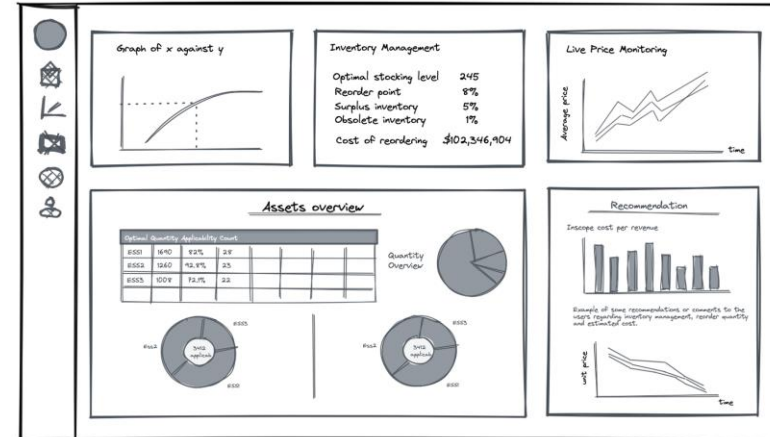 Graph of x against y
Inventory Management
Optimal stocking level 245
Reorder point 8%
Surplus inventory 5%
Obsolete inventory 1%
Cost of reordering $102,346,904
Live Price Monitoring
Average price
time
Assets overview
Optimal Quantity Applicability Count
ESS1 1690 82% 28
ESS2 1260 92.8% 23
ESS3 1008 72.1% 22
Quantity
Overview
ESS3
Ess2
3412
applicab
ESS3
Ess2
3412
applicab
Recommendation
Inscope cost per revenue
Example of some recommendations or comments to the
users regarding inventory management, reorder quantity
and estimated cost.
unit price
time